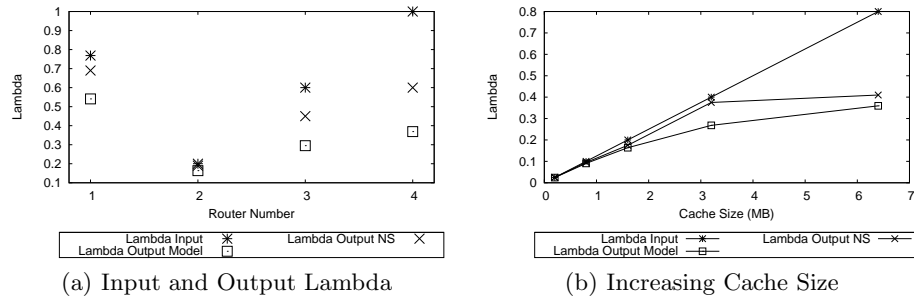 1
0.9
0.8
0.7
0.6
0.5
0.4
0.3
0.2
0.1
Lambda
1 2 3 4
Router Number
Lambda Input Lambda Output NS
Lambda Output Model
(a) Input and Output Lambda
0.8
0.7
0.6
0.5
0.4
0.3
0.2
0.1
0
Lambda
0 1 2 3 4 5 6 7
Cache Size (MB)
Lambda Input Lambda Output NS
Lambda Output Model
(b) Increasing Cache Size